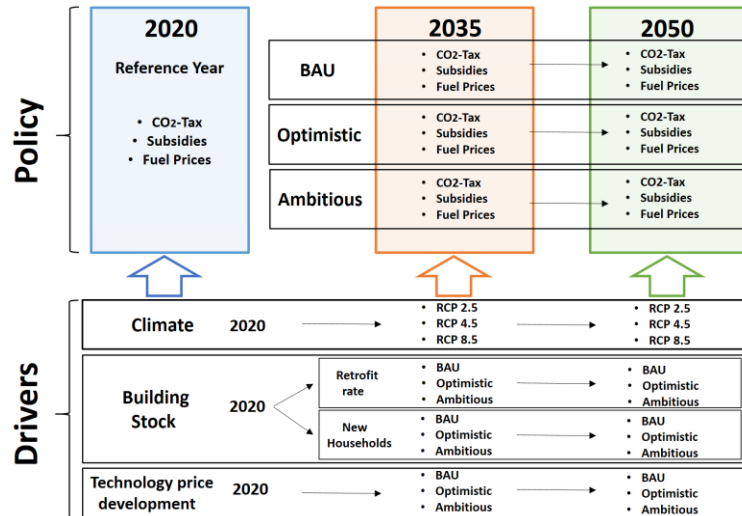 Policy
2020
Reference Year
• CO2-Tax
• Subsidies
• Fuel Prices
2035
2050
BAU
• CO2-Tax
• Subsidies
• Fuel Prices
• CO2-Tax
• Subsidies
• Fuel Prices
Optimistic
• CO2-Tax
• Subsidies
• Fuel Prices
• CO2-Tax
• Subsidies
• Fuel Prices
Ambitious
• CO2-Tax
• Subsidies
• Fuel Prices
• CO2-Tax
• Subsidies
• Fuel Prices
Drivers
Climate
2020
• RCP 2.5
• RCP 4.5
• RCP 8.5
• RCP 2.5
• RCP 4.5
• RCP 8.5
Building
Stock
2020
Retrofit
rate
• BAU
• Optimistic
• Ambitious
• BAU
• Optimistic
• Ambitious
New
Households
• BAU
• Optimistic
• Ambitious
• BAU
• Optimistic
• Ambitious
Technology price
development
2020
• BAU
• Optimistic
• Ambitious
• BAU
• Optimistic
• Ambitious